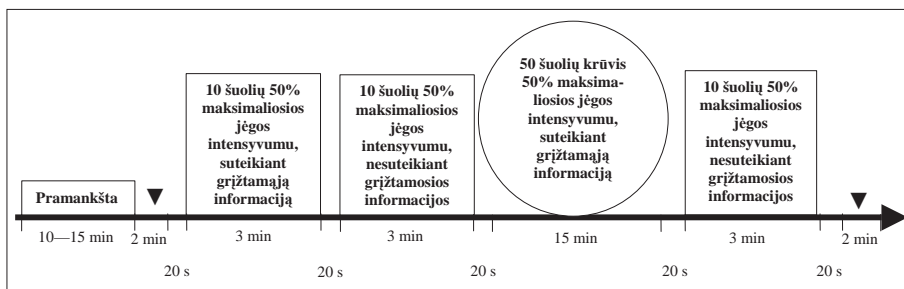 Pramankšta
10 šuolių 50%
maksimaliosios
jėgos
intensyvumu,
suteikiant
grįžtamąją
informaciją
10 šuolių 50%
maksimaliosios
jėgos
intensyvumu,
nesuteikiant
grįžtamosios
informacijos
50 šuolių krūvis
50% maksima-
liosios jėgos
intensyvumu,
suteikiant
grįžtamąją
informaciją
10 šuolių 50%
maksimaliosios
jėgos
intensyvumu,
nesuteikiant
grįžtamosios
informacijos
10—15 min
2 min
3 min
3 min
15 min
3 min
2 min
20 s
20 s
20 s
20 s
20 s